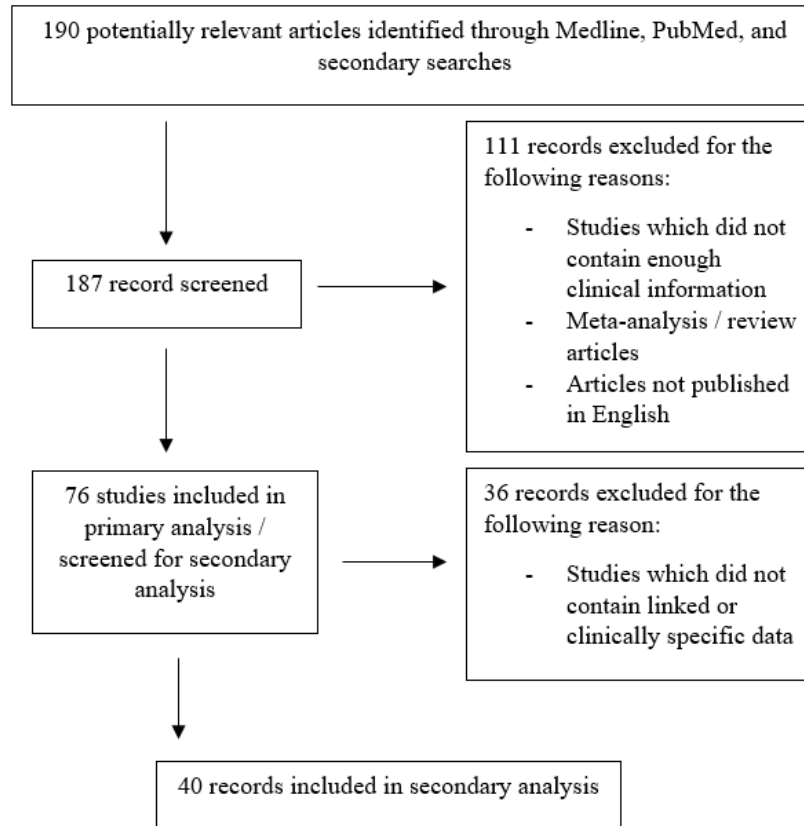 190 potentially relevant articles identified through Medline, PubMed, and
secondary searches
111 records excluded for the
following reasons:
- Studies which did not
contain enough
clinical information
- Meta-analysis / review
articles
- Articles not published
in English
187 record screened
76 studies included in
primary analysis /
screened for secondary
analysis
36 records excluded for the
following reason:
- Studies which did not
contain linked or
clinically specific data
40 records included in secondary analysis